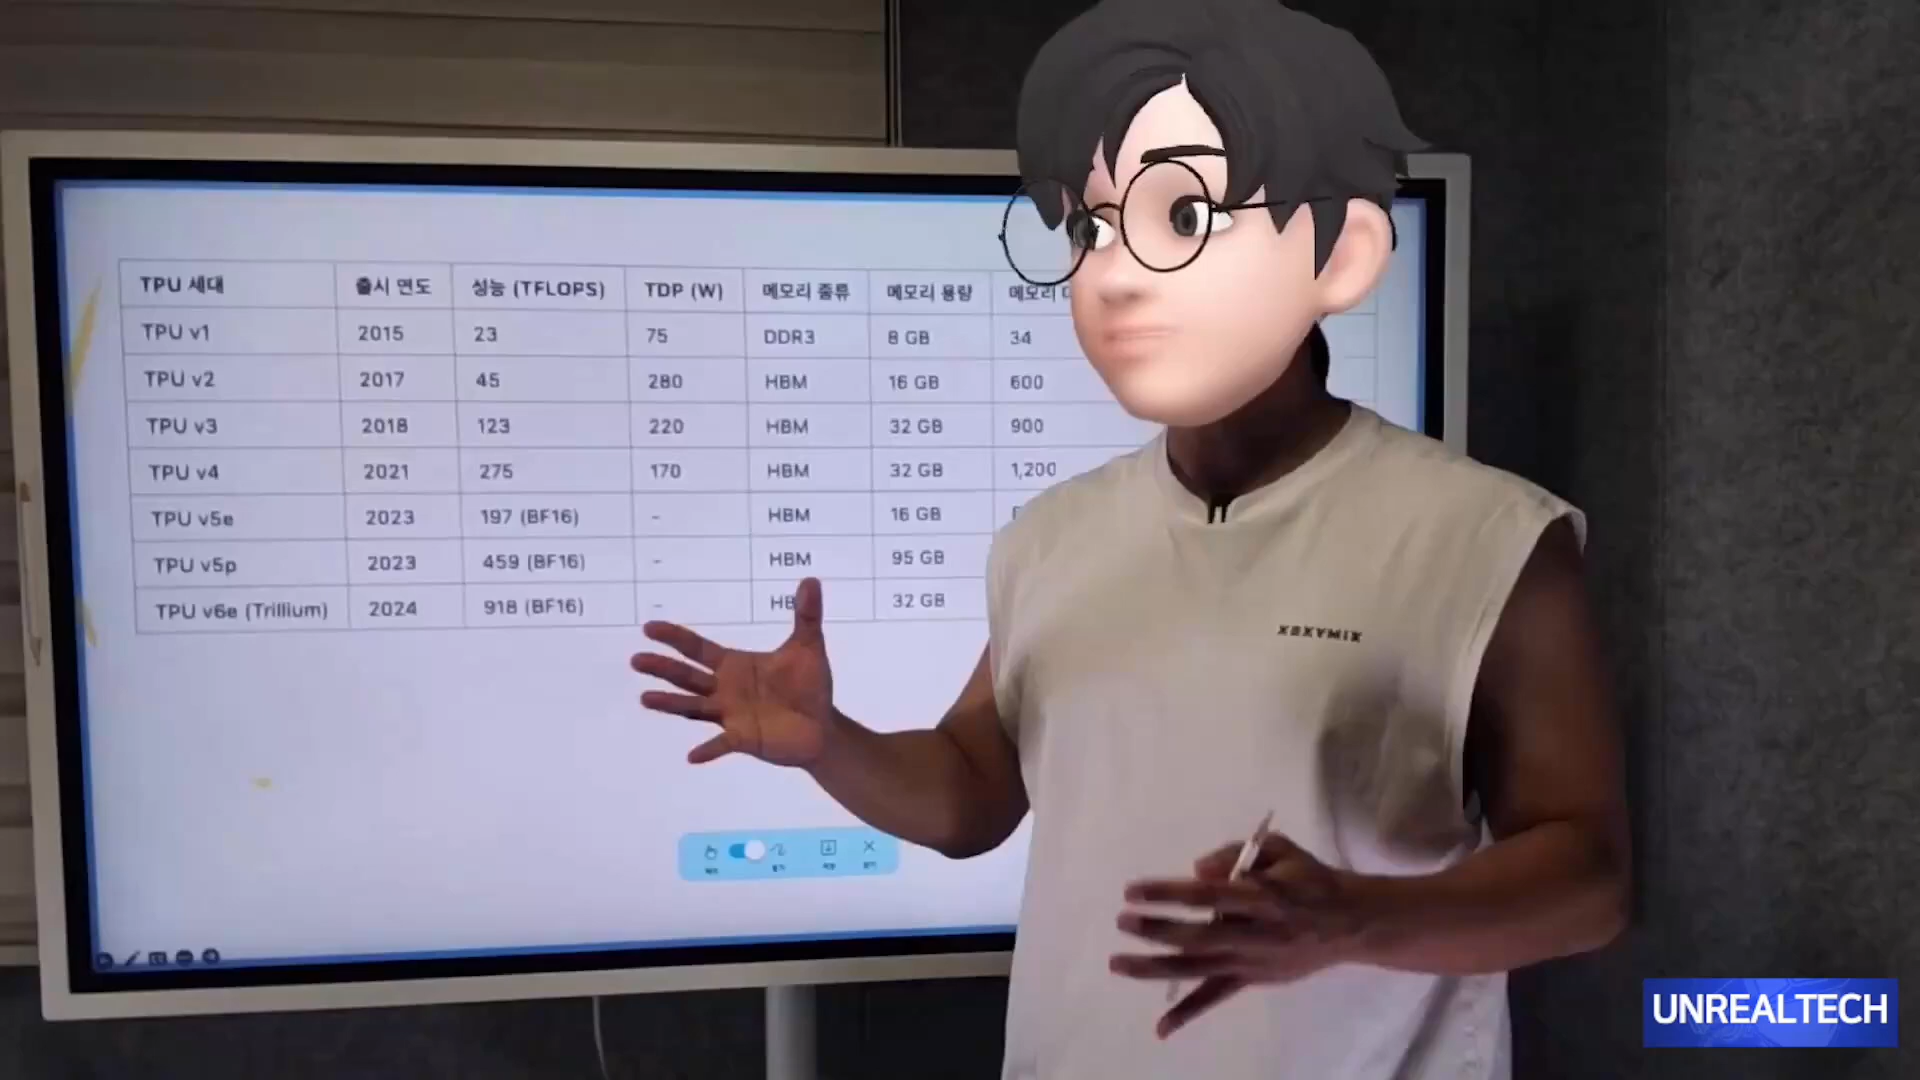 TPU 세대 출시 연도 성능 (TFLOPS) TDP (W) 메모리 종류 메모리 용량 메모리
TPU v1 2015 23 75 DDR3 8 GB 34
TPU v2 2017 45 280 HBM 16 GB 600
TPU v3 2018 123 220 HBM 32 GB 900
TPU v4 2021 275 170 HBM 32 GB 1,200
TPU v5e 2023 197 (BF16) - HBM 16 GB
TPU v5p 2023 459 (BF16) - HBM 95 GB
TPU v6e (Trillium) 2024 918 (BF16) - HB 32 GB
XEXYMIX
UNREALTECH